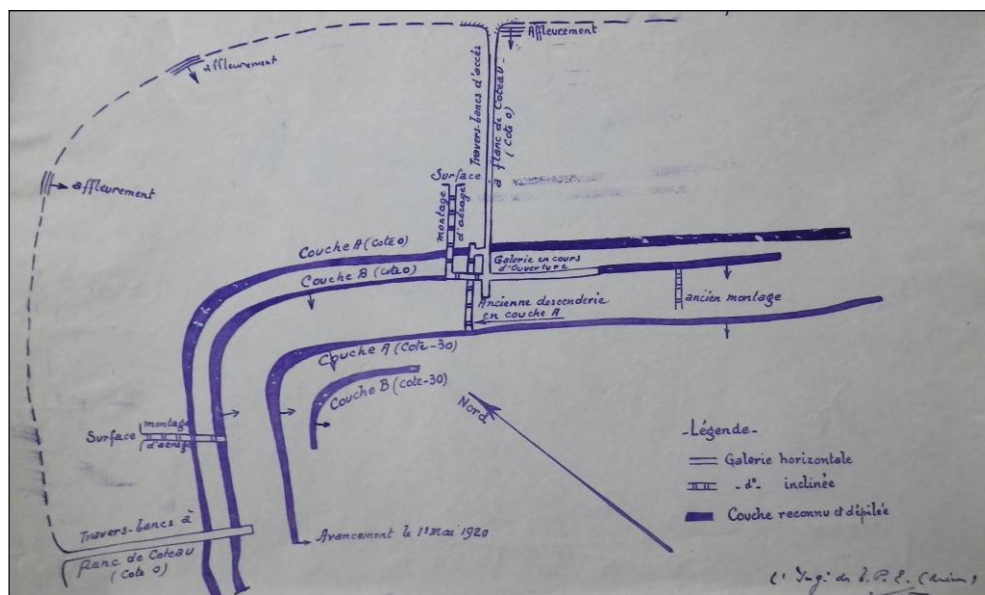 Affleurement
affleurement
affleurement
Travers-bancs d'accès
à flanc de Coteau
(Cote 0)
Surface
montage
d'aérage
Couche A (Cote 0)
Couche B (Cote 0)
Galerie en cours
d'ouverture
Ancienne descenderie
en couche A
ancien montage
Couche A (Cote -30)
Couche B (Cote -30)
Nord
Surface
montage
d'aérage
Travers-bancs à
flanc de Coteau
(Cote 0)
Avancement le 1er mai 1920
-Légende-
Galerie horizontale
-do- inclinée
Couche reconnu et dépilée